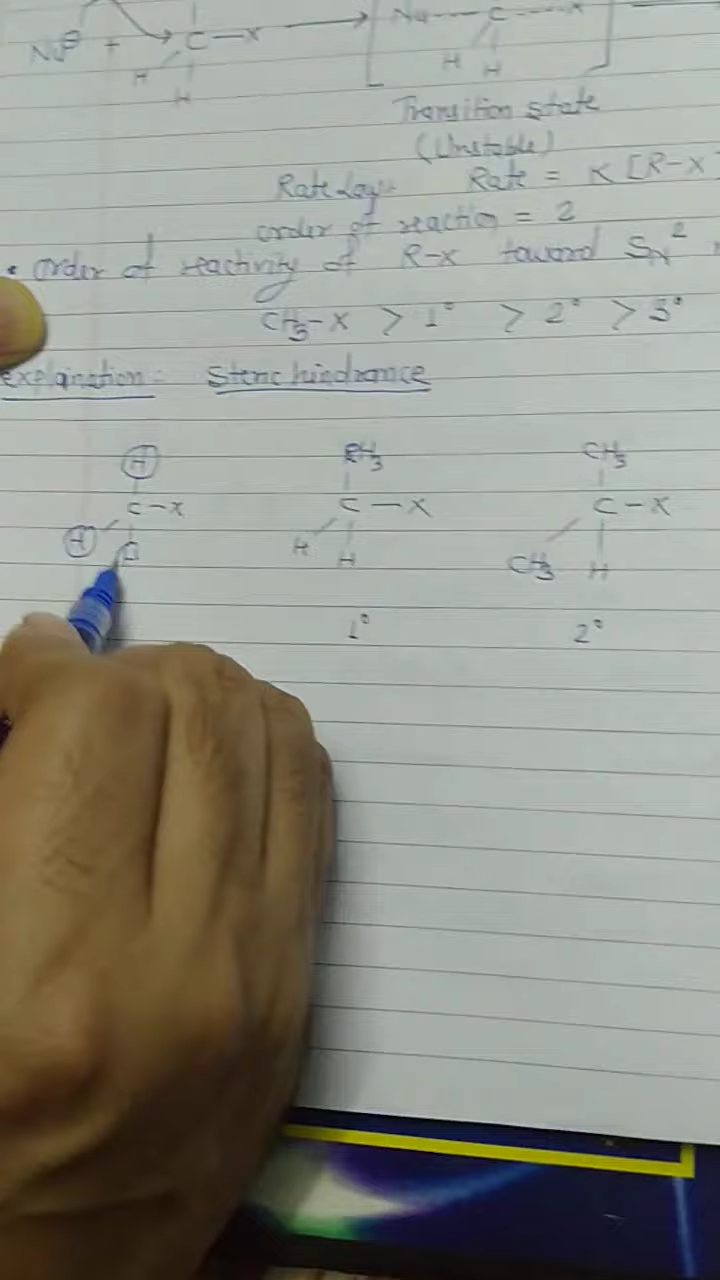 Nu⊖ + C—X → [Nu---C---X]
H H
H H
Transition state
(Unstable)
Rate Law: Rate = K [R-X
order of reaction = 2
• Order of reactivity of R-X toward SN2
CH3-X > 1° > 2° > 3°
explaination: Steric hindrance
H CH3 CH3
C-X C-X C-X
H H H CH3 H
1° 2°